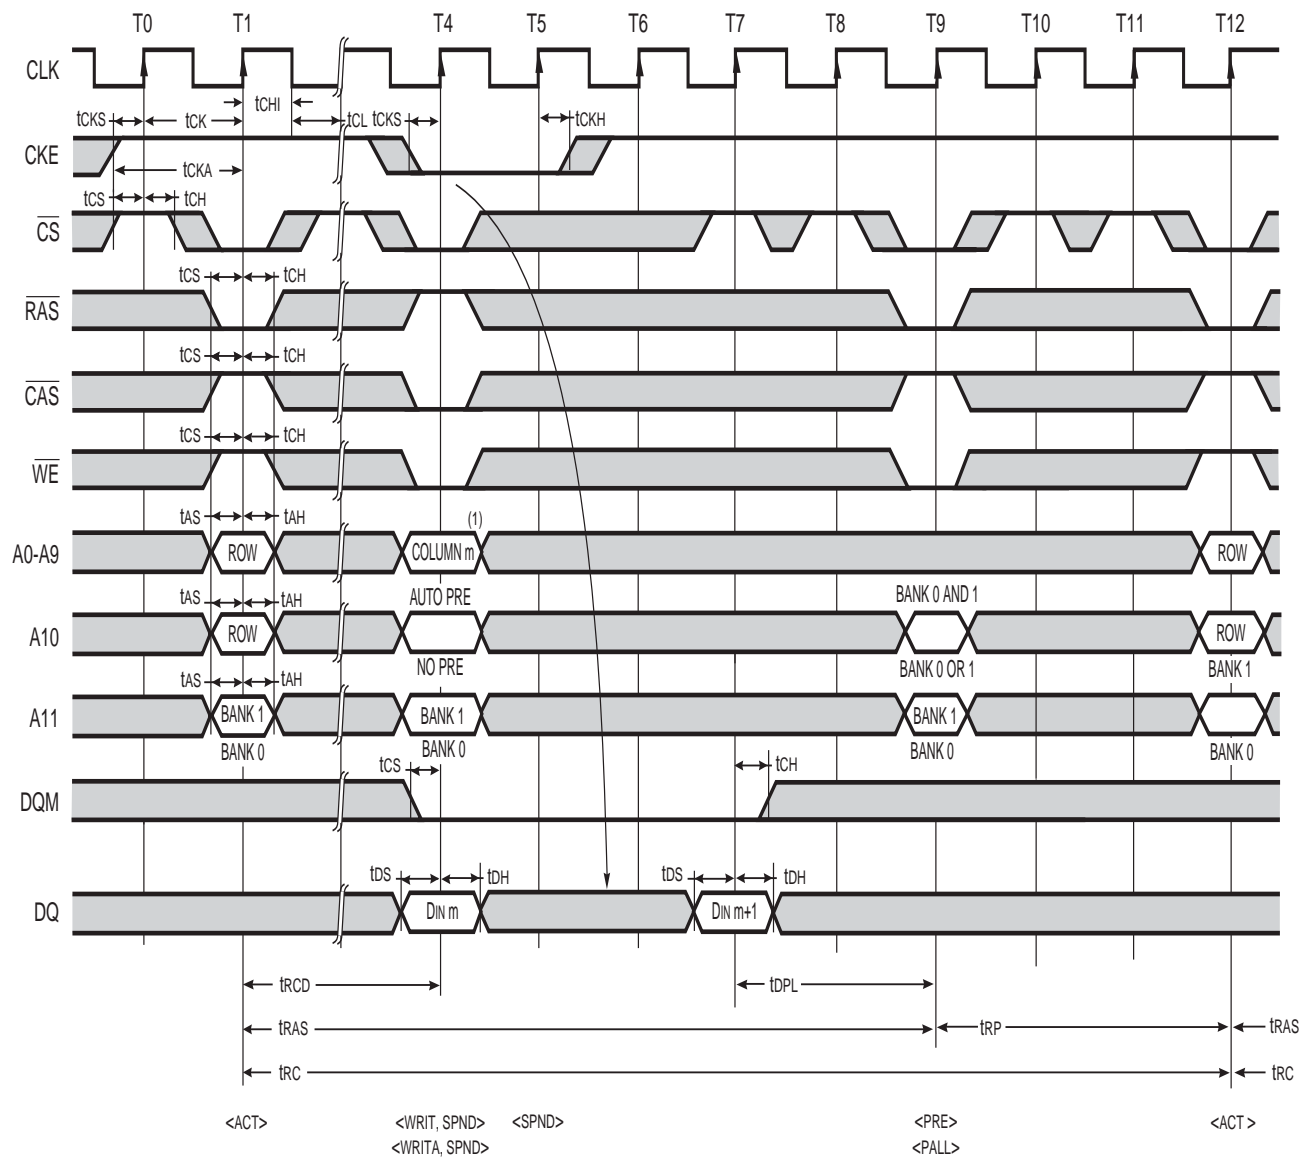 T0 T1 T4 T5 T6 T7 T8 T9 T10 T11 T12
CLK
tCHI
tCKS tCK tCL tCKS tCKH
CKE
tCKA
tCS tCH
CS
tCS tCH
RAS
tCS tCH
CAS
tCS tCH
WE
tAS tAH (1)
A0-A9 ROW COLUMN m ROW
tAS tAH AUTO PRE BANK 0 AND 1
A10 ROW ROW
NO PRE BANK 0 OR 1 BANK 1
tAS tAH
A11 BANK 1 BANK 1 BANK 1
BANK 0 BANK 0 BANK 0 BANK 0
tCS tCH
DQM
tDS tDH tDS tDH
DQ DIN m DIN m+1
tRCD tDPL
tRAS tRP tRAS
tRC tRC
<ACT> <WRIT, SPND> <SPND> <PRE> <ACT >
<WRITA, SPND> <PALL>